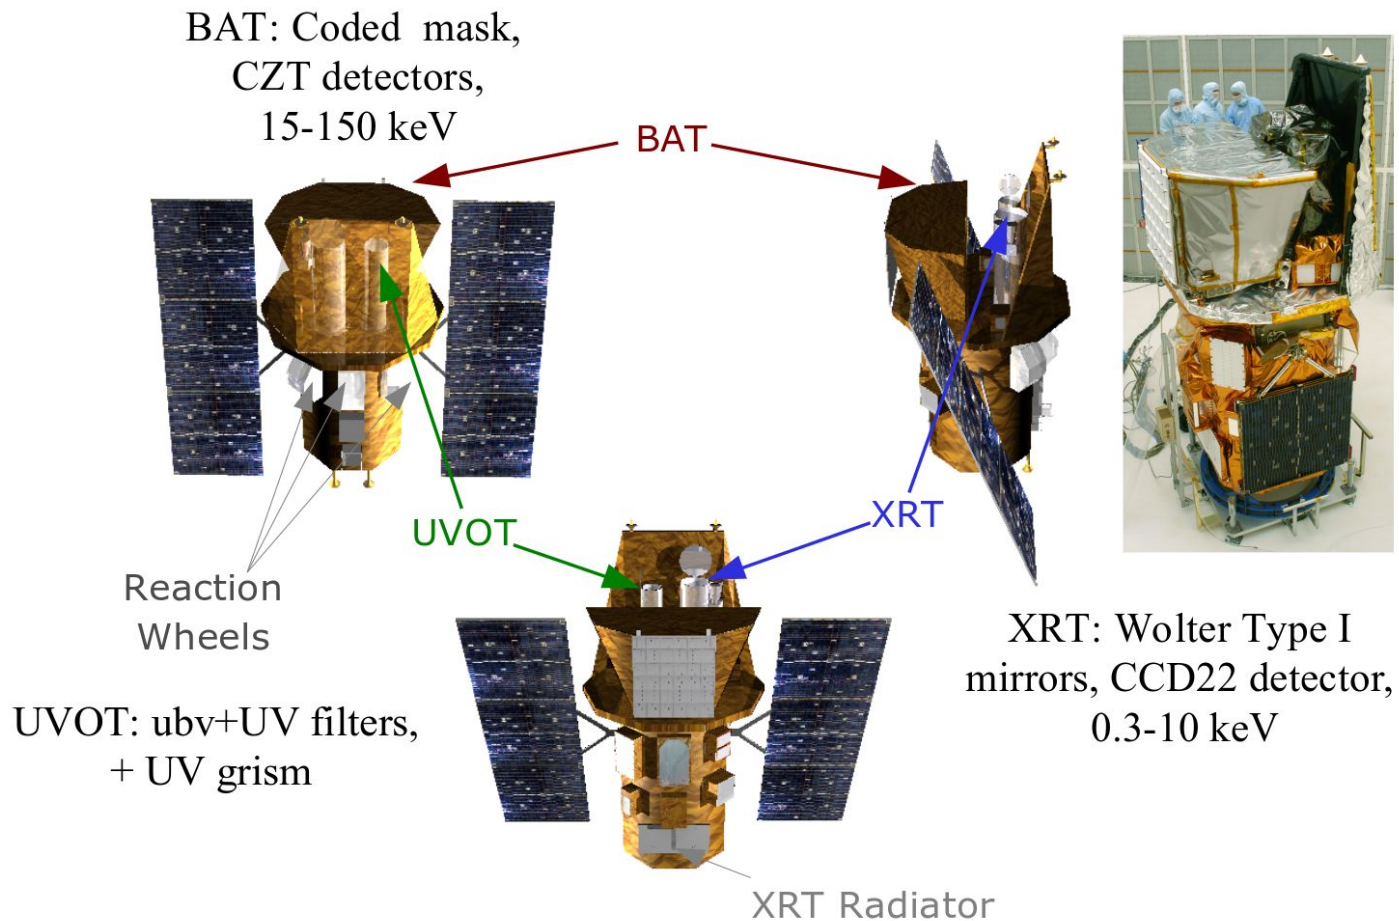 BAT: Coded mask,
CZT detectors,
15-150 keV
BAT
XRT
UVOT
Reaction
Wheels
XRT: Wolter Type I
mirrors, CCD22 detector,
0.3-10 keV
UVOT: ubv+UV filters,
+ UV grism
XRT Radiator